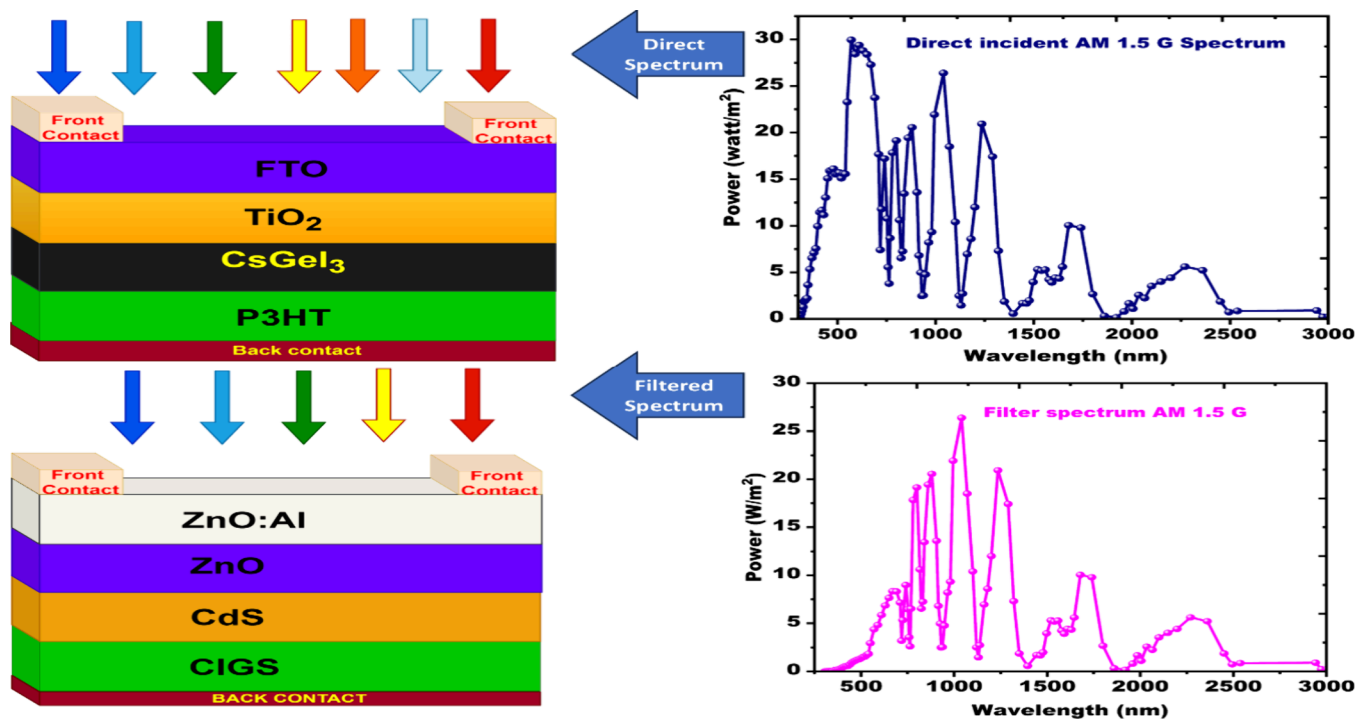 Front
Contact
Front
Contact
FTO
TiO2
CsGeI3
P3HT
Back contact
Direct
Spectrum
Direct incident AM 1.5 G Spectrum
Power (watt/m2)
30
25
20
15
10
5
0
500
1000
1500
2000
2500
3000
Wavelength (nm)
Filtered
Spectrum
Front
Contact
Front
Contact
ZnO:Al
ZnO
CdS
CIGS
BACK CONTACT
Filter spectrum AM 1.5 G
Power (W/m2)
30
25
20
15
10
5
0
500
1000
1500
2000
2500
3000
Wavelength (nm)